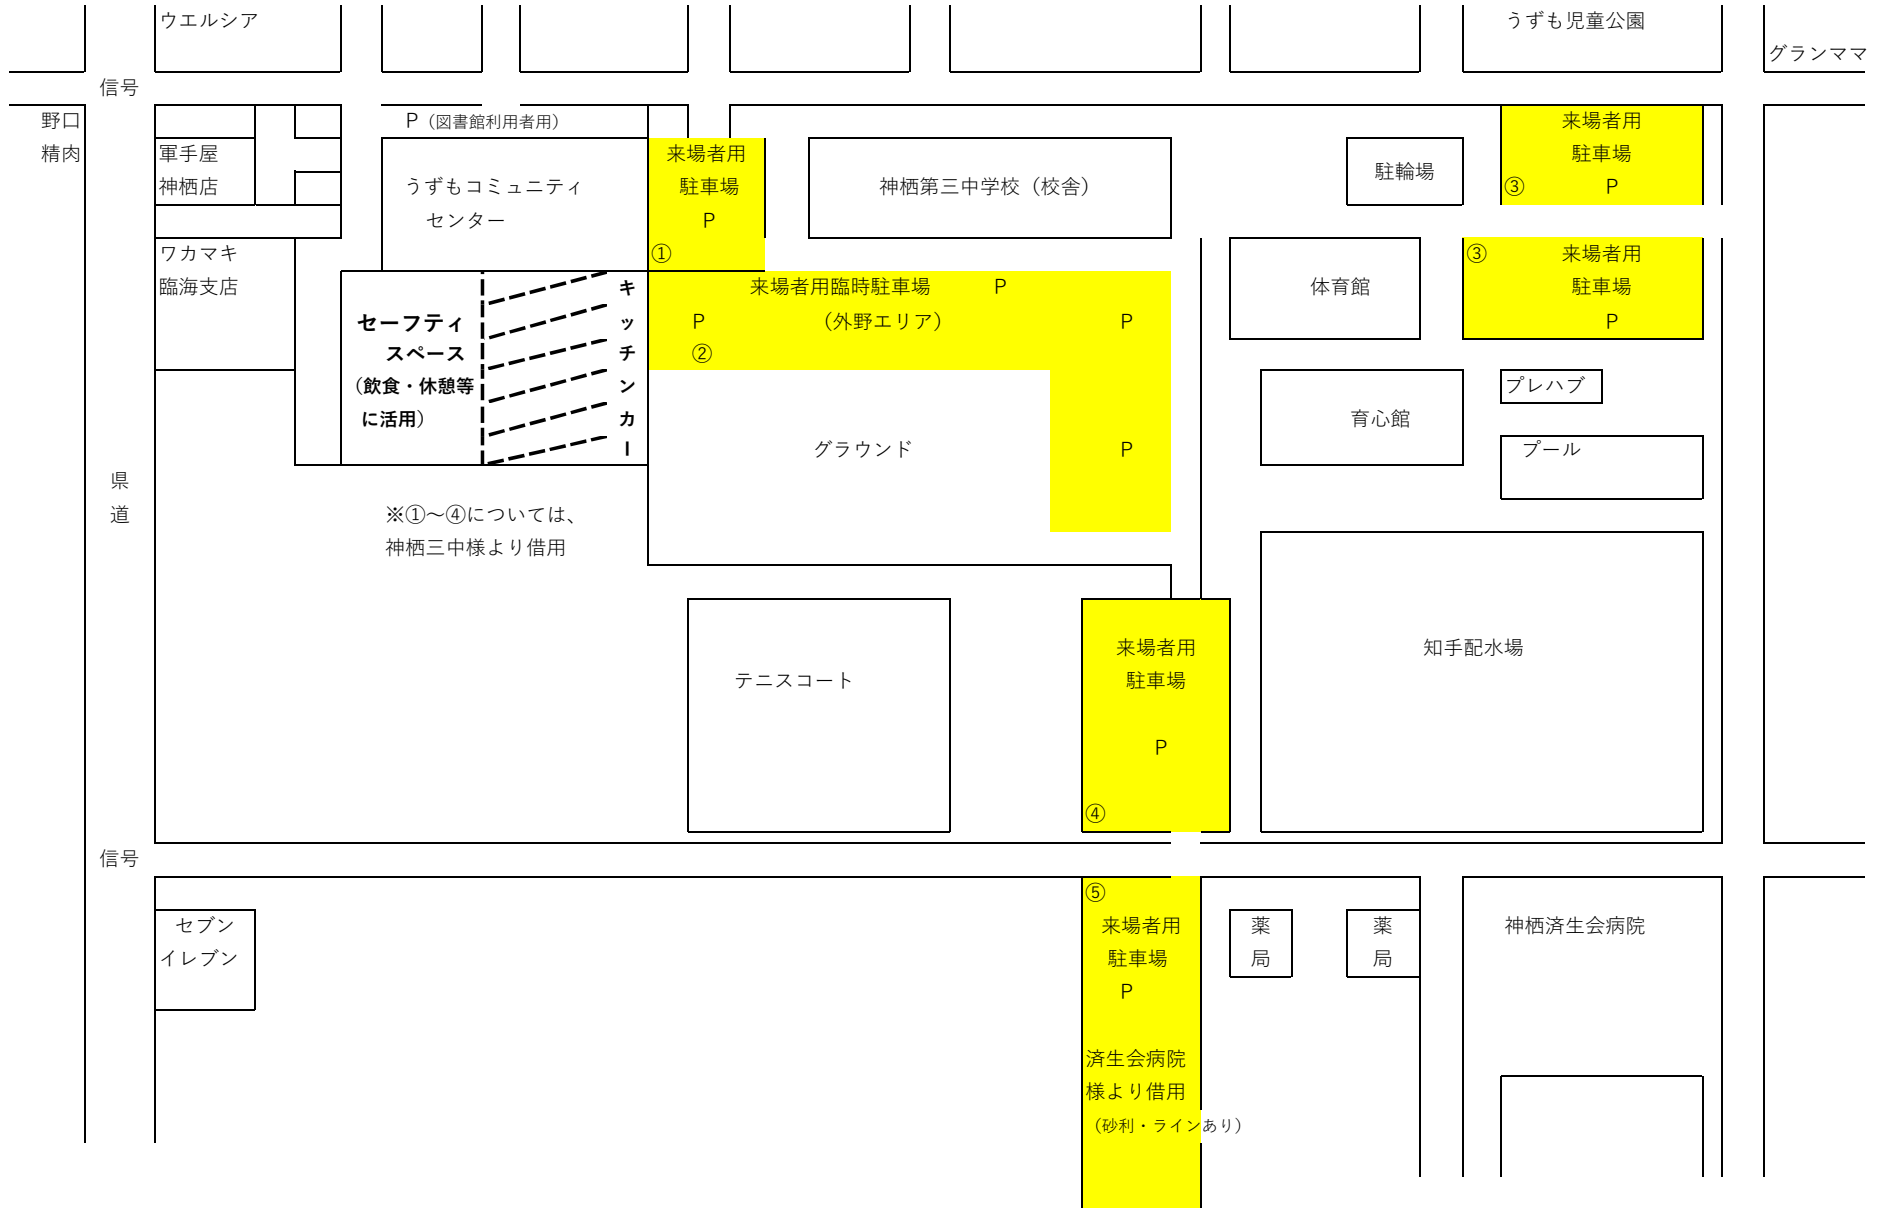 ウエルシア
うずも児童公園
グランママ
信号
野口
精肉
P（図書館利用者用）
軍手屋
神栖店
うずもコミュニティ
センター
来場者用
駐車場
P
①
神栖第三中学校（校舎）
駐輪場
来場者用
駐車場
③ P
ワカマキ
臨海支店
体育館
③ 来場者用
駐車場
P
セーフティ
スペース
（飲食・休憩等
に活用）
キッチンカー
来場者用臨時駐車場 P
P （外野エリア） P
②
グラウンド
P
育心館
プレハブ
プール
県
道
※①～④については、
神栖三中様より借用
テニスコート
来場者用
駐車場
P
④
知手配水場
信号
セブン
イレブン
⑤
来場者用
駐車場
P
済生会病院
様より借用
（砂利・ラインあり）
薬
局
薬
局
神栖済生会病院